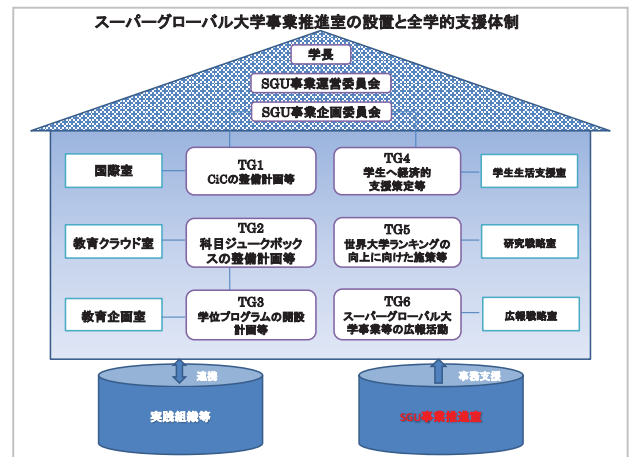 スーパーグローバル大学事業推進室の設置と全学的支援体制
学長
SGU事業運営委員会
SGU事業企画委員会
国際室
TG1
CiCの整備計画等
TG4
学生へ経済的
支援策定等
学生生活支援室
教育クラウド室
TG2
科目ジュークボック
スの整備計画等
TG5
世界大学ランキングの
向上に向けた施策等
研究戦略室
教育企画室
TG3
学位プログラムの開設
計画等
TG6
スーパーグローバル大
学事業等の広報活動
広報戦略室
連携
事務支援
実践組織等
SGU事業推進室